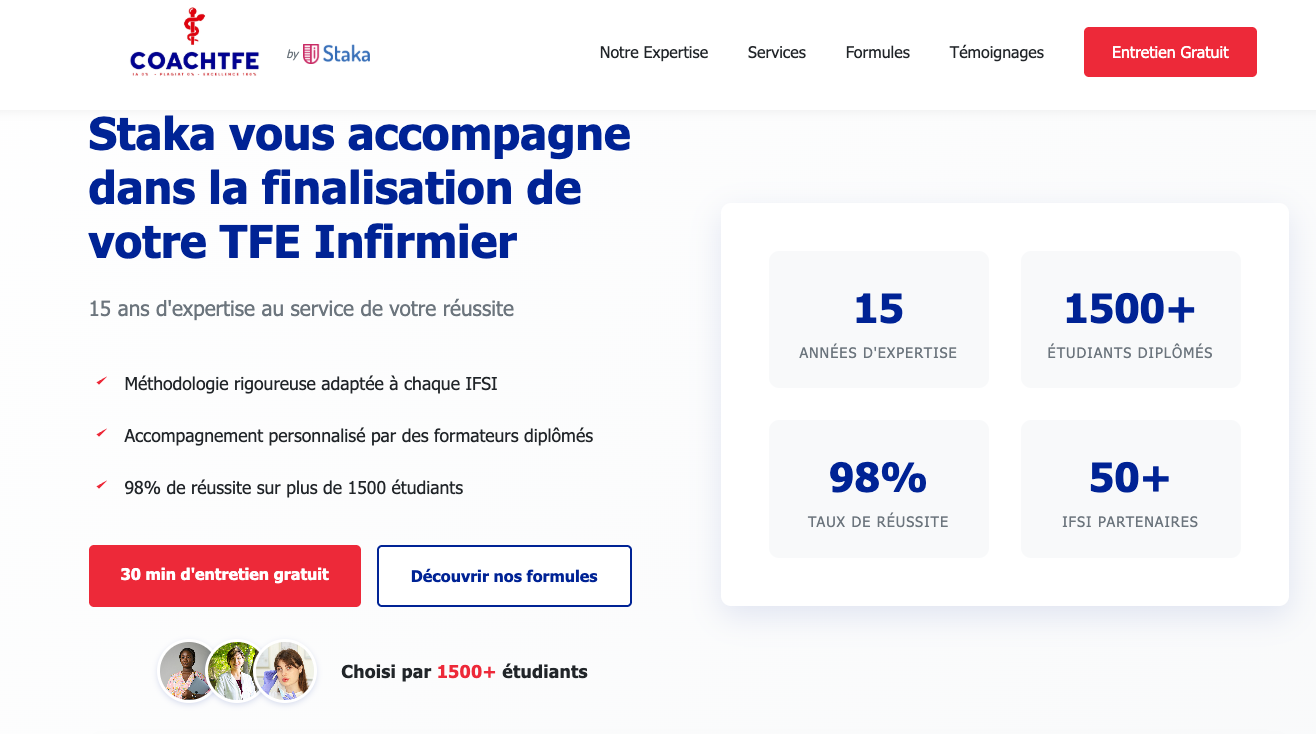 COACHTFE
by Staka
Notre Expertise
Services
Formules
Témoignages
Entretien Gratuit
Staka vous accompagne
dans la finalisation de
votre TFE Infirmier
15 ans d'expertise au service de votre réussite
Méthodologie rigoureuse adaptée à chaque IFSI
Accompagnement personnalisé par des formateurs diplômés
98% de réussite sur plus de 1500 étudiants
30 min d'entretien gratuit
Découvrir nos formules
Choisi par 1500+ étudiants
15
ANNÉES D'EXPERTISE
1500+
ÉTUDIANTS DIPLÔMÉS
98%
TAUX DE RÉUSSITE
50+
IFSI PARTENAIRES